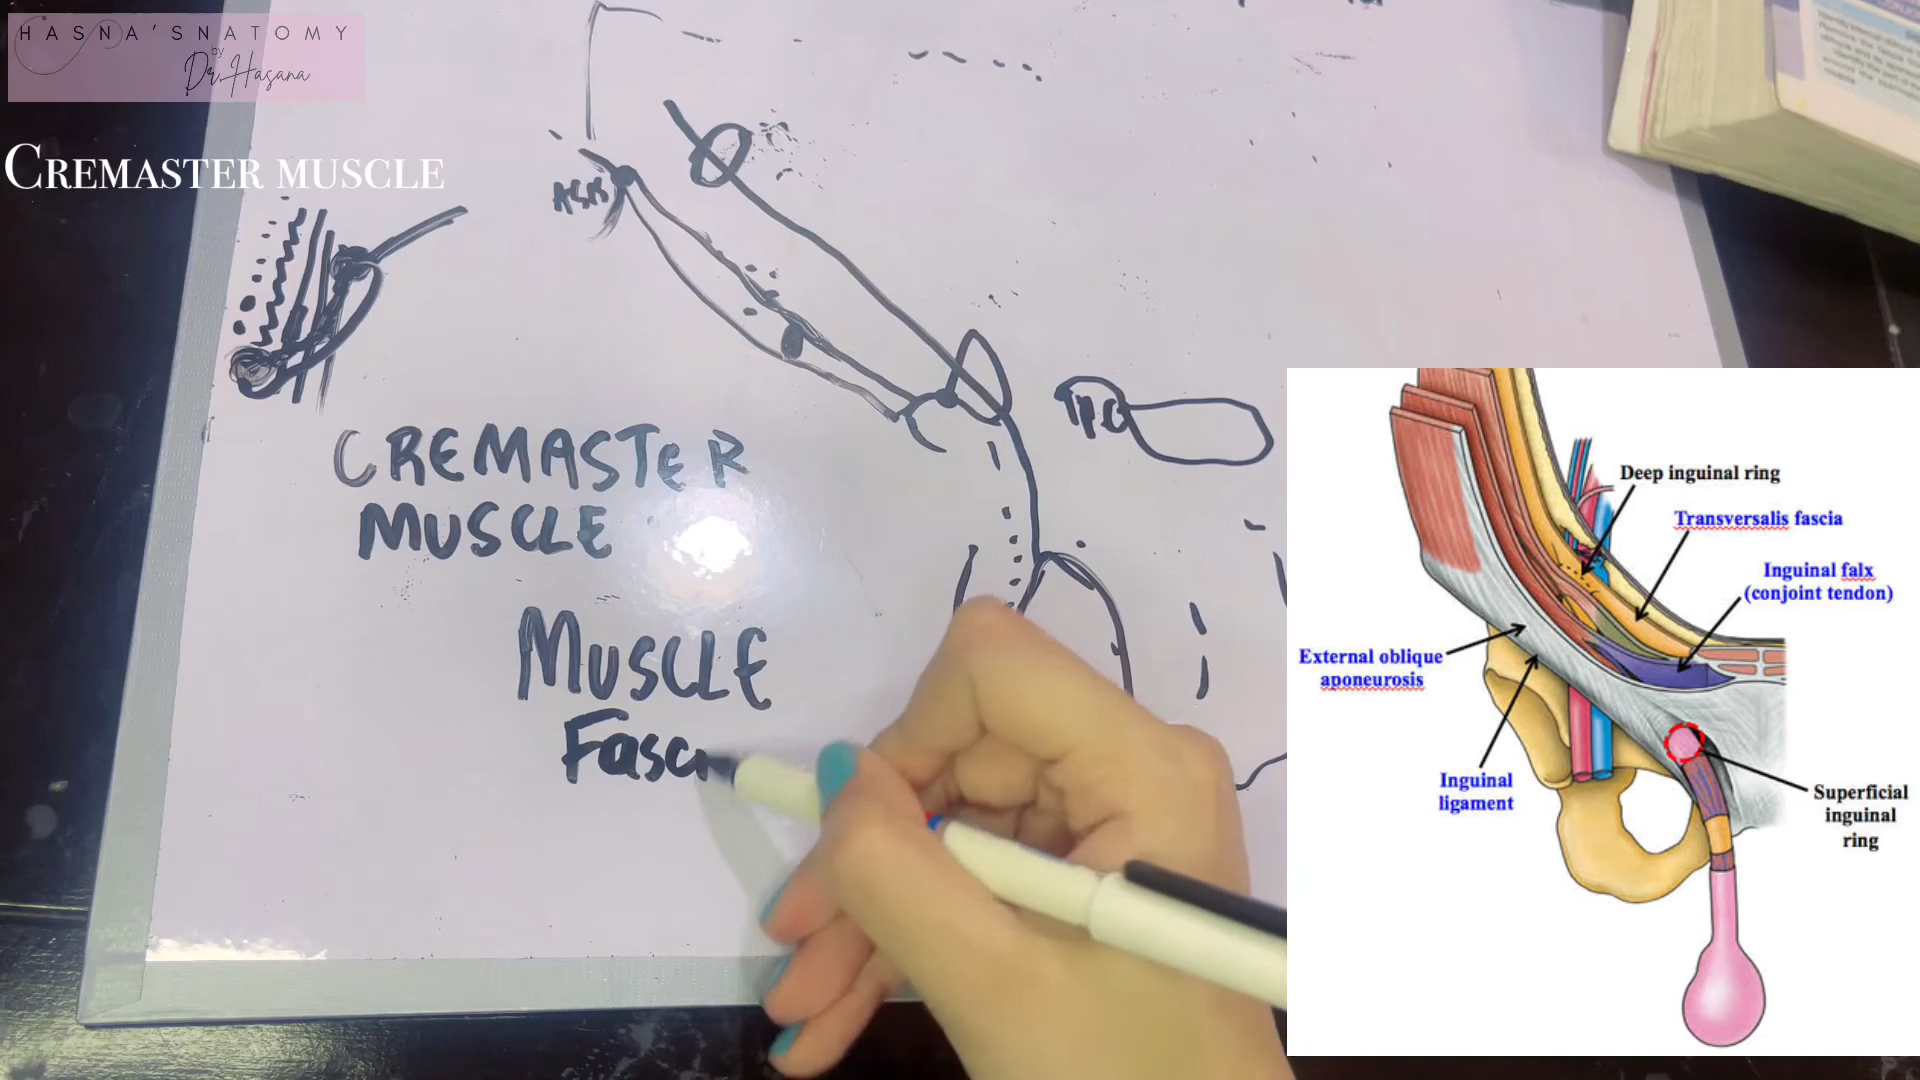 HASNA'SNATOMY
by
Dr.Hasana
CREMASTER MUSCLE
ASIS
CREMASTER
MUSCLE
MUSCLE
Fasc
Deep inguinal ring
Transversalis fascia
Inguinal falx
(conjoint tendon)
External oblique
aponeurosis
Inguinal
ligament
Superficial
inguinal
ring